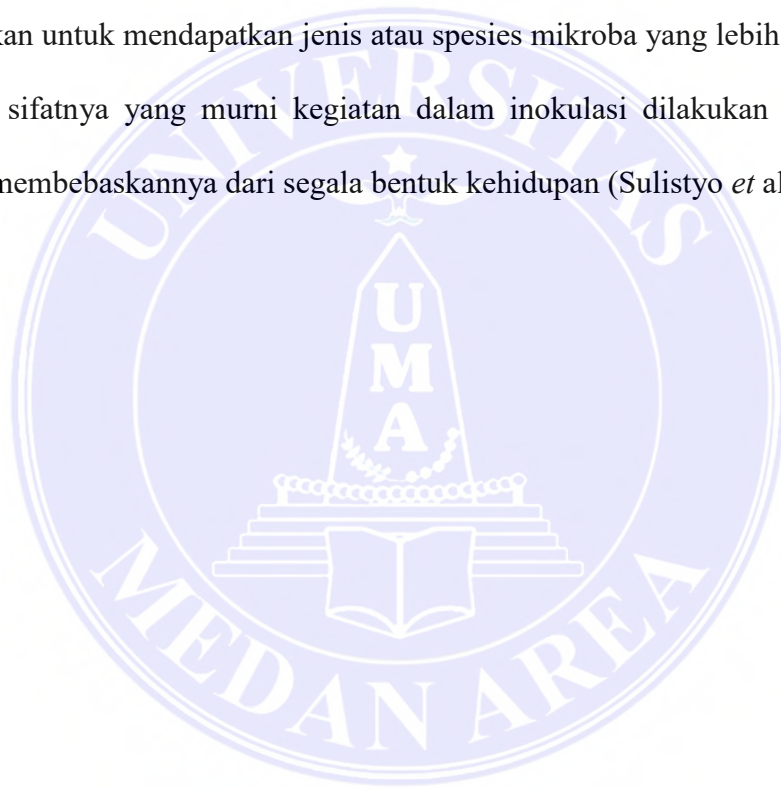 kan untuk mendapatkan jenis atau spesies mikroba yang lebih
sifatnya yang murni kegiatan dalam inokulasi dilakukan
membebaskannya dari segala bentuk kehidupan (Sulistyo et al
UNIVERSITAS
UMA
MEDAN AREA